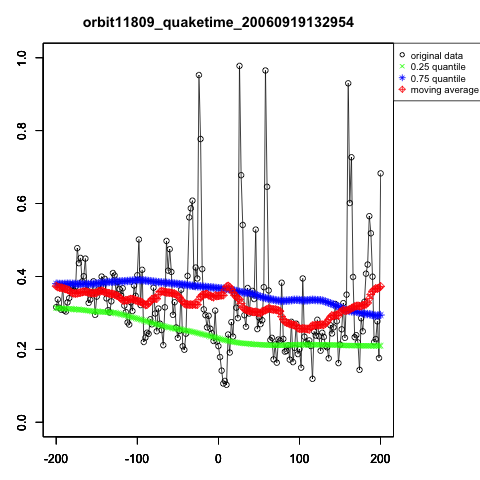 orbit11809_quaketime_20060919132954
original data
0.25 quantile
0.75 quantile
moving average
1.0
0.8
0.6
0.4
0.2
0.0
-200 -100 0 100 200